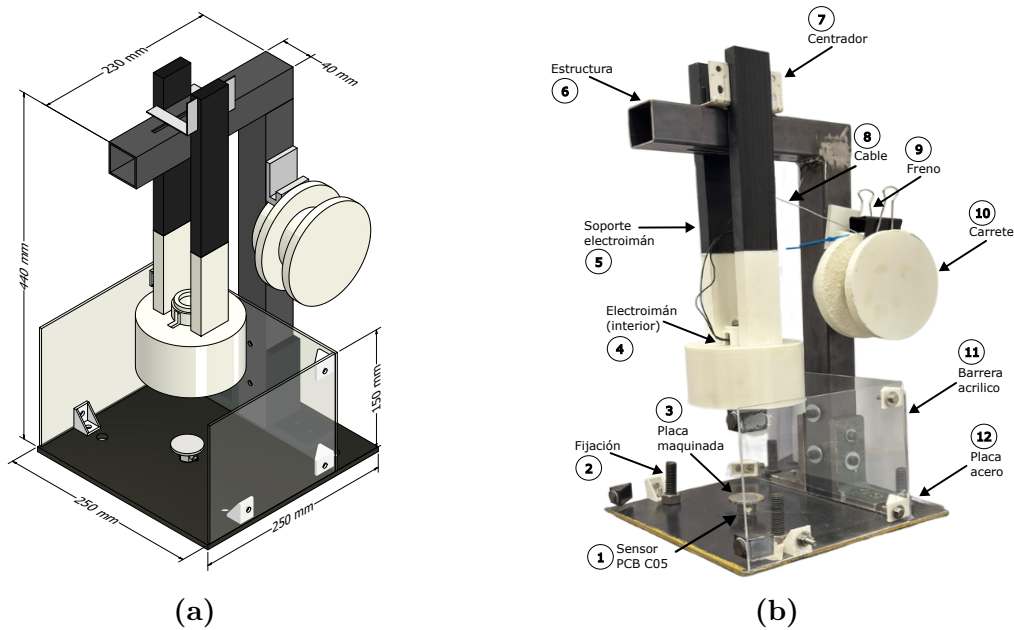 230 mm
40 mm
440 mm
150 mm
250 mm
250 mm
(a)
7
Centrador
Estructura
6
8
Cable
9
Freno
10
Carrete
Soporte
electroimán
5
Electroimán
(interior)
4
11
Barrera
acrilico
3
Placa
maquinada
Fijación
2
12
Placa
acero
1
Sensor
PCB C05
(b)